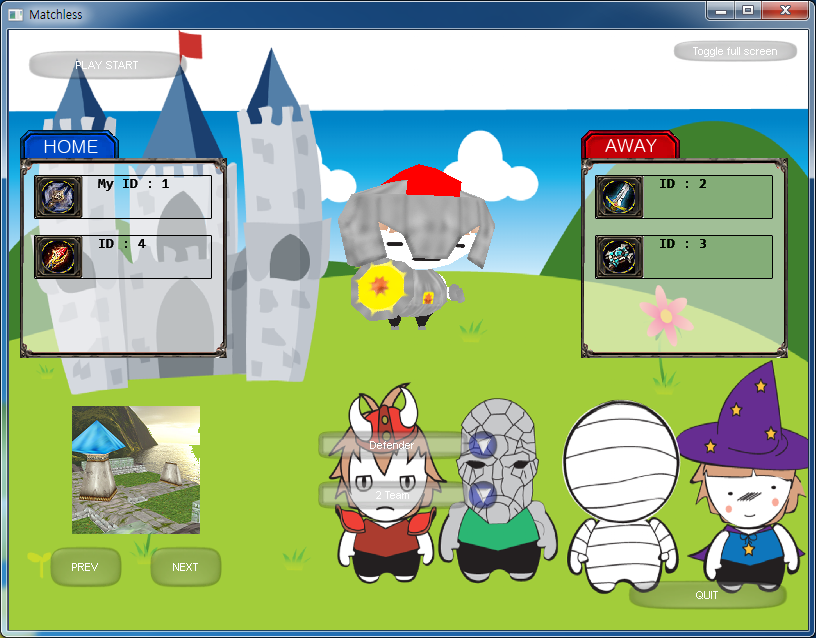 Matchless
PLAY START
Toggle full screen
HOME
AWAY
My ID : 1
ID : 2
ID : 4
ID : 3
Defender
2 Team
PREV
NEXT
QUIT